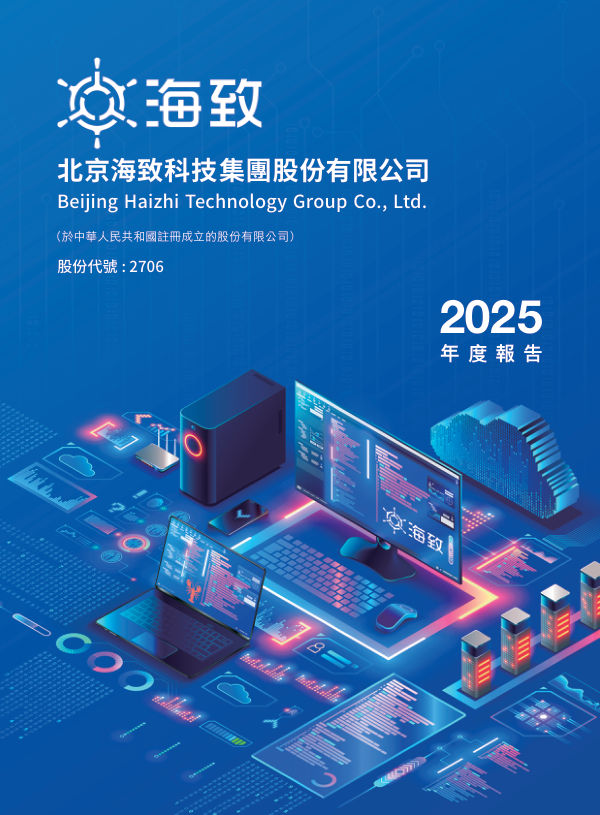 海致
北京海致科技集團股份有限公司
Beijing Haizhi Technology Group Co., Ltd.
（於中華人民共和國註冊成立的股份有限公司）
股份代號 : 2706
2025
年度報告
海致